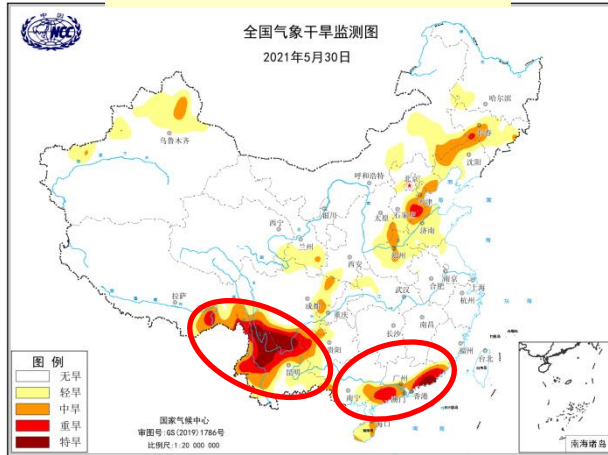 中国
NCC
全国气象干旱监测图
2021年5月30日
哈尔滨
长春
乌鲁木齐
沈阳
呼和浩特
北京
天津
银川
石家庄
太原
西宁
济南
兰州
郑州
西安
南京
合肥
上海
拉萨
成都
武汉
杭州
重庆
南昌
长沙
贵阳
福州
台北
昆明
广州
南宁
澳门
香港
海口
图 例
无旱
轻旱
中旱
重旱
特旱
国家气候中心
审图号:GS(2019)1786号
比例尺:1:20 000 000
南海诸岛